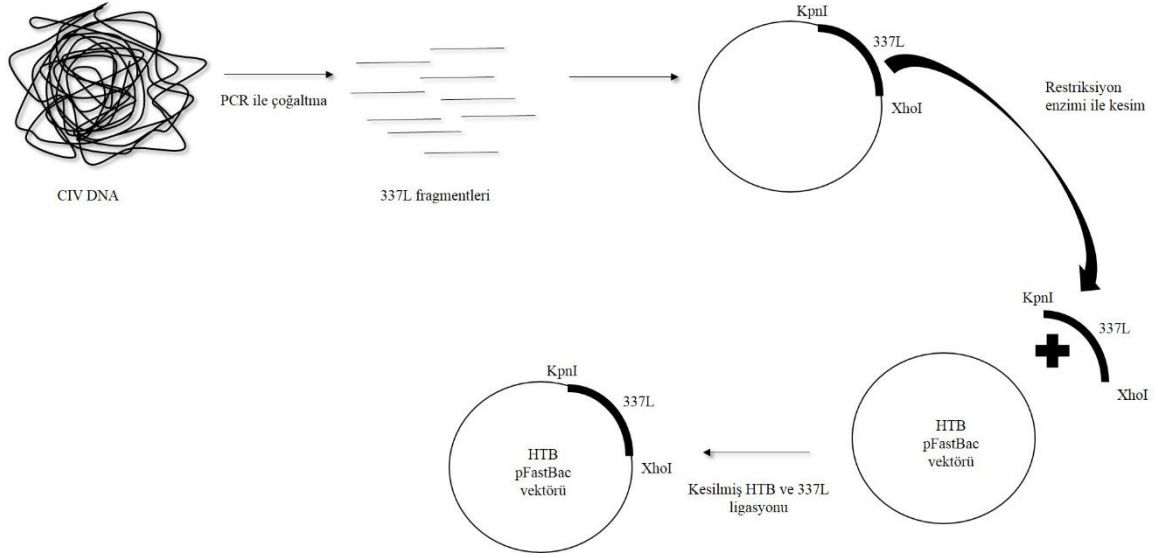 KpnI
337L
XhoI
PCR ile çoğaltma
Restriksiyon
enzimi ile kesim
CIV DNA
337L fragmentleri
KpnI
337L
XhoI
HTB
pFastBac
vektörü
KpnI
337L
XhoI
HTB
pFastBac
vektörü
Kesilmiş HTB ve 337L
ligasyonu